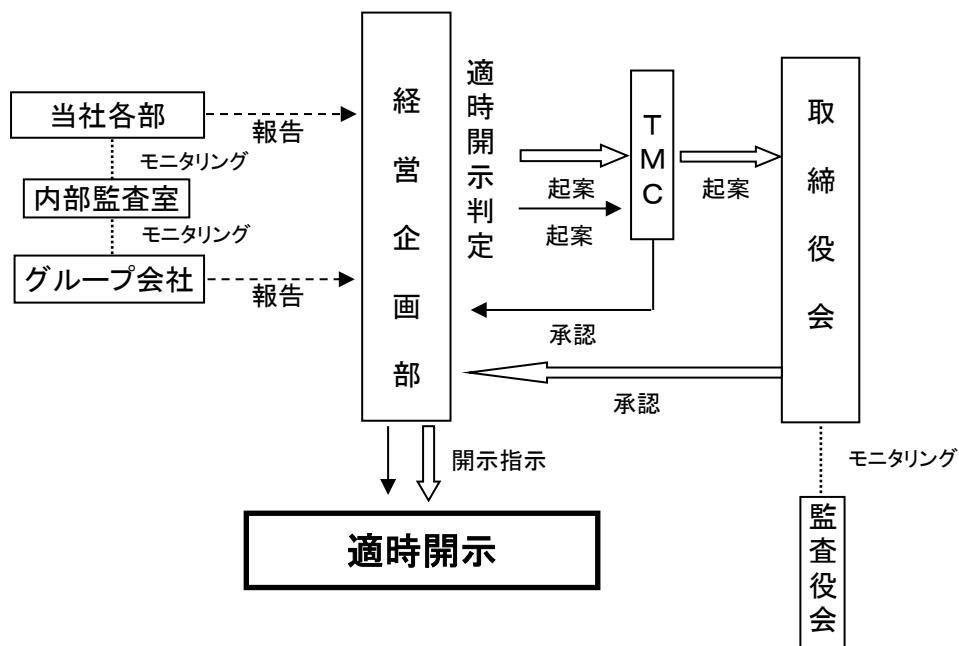 当社各部
報告
モニタリング
内部監査室
モニタリング
グループ会社
報告
経営企画部
適時開示判定
起案
起案
TMC
起案
取締役会
承認
承認
開示指示
適時開示
モニタリング
監査役会